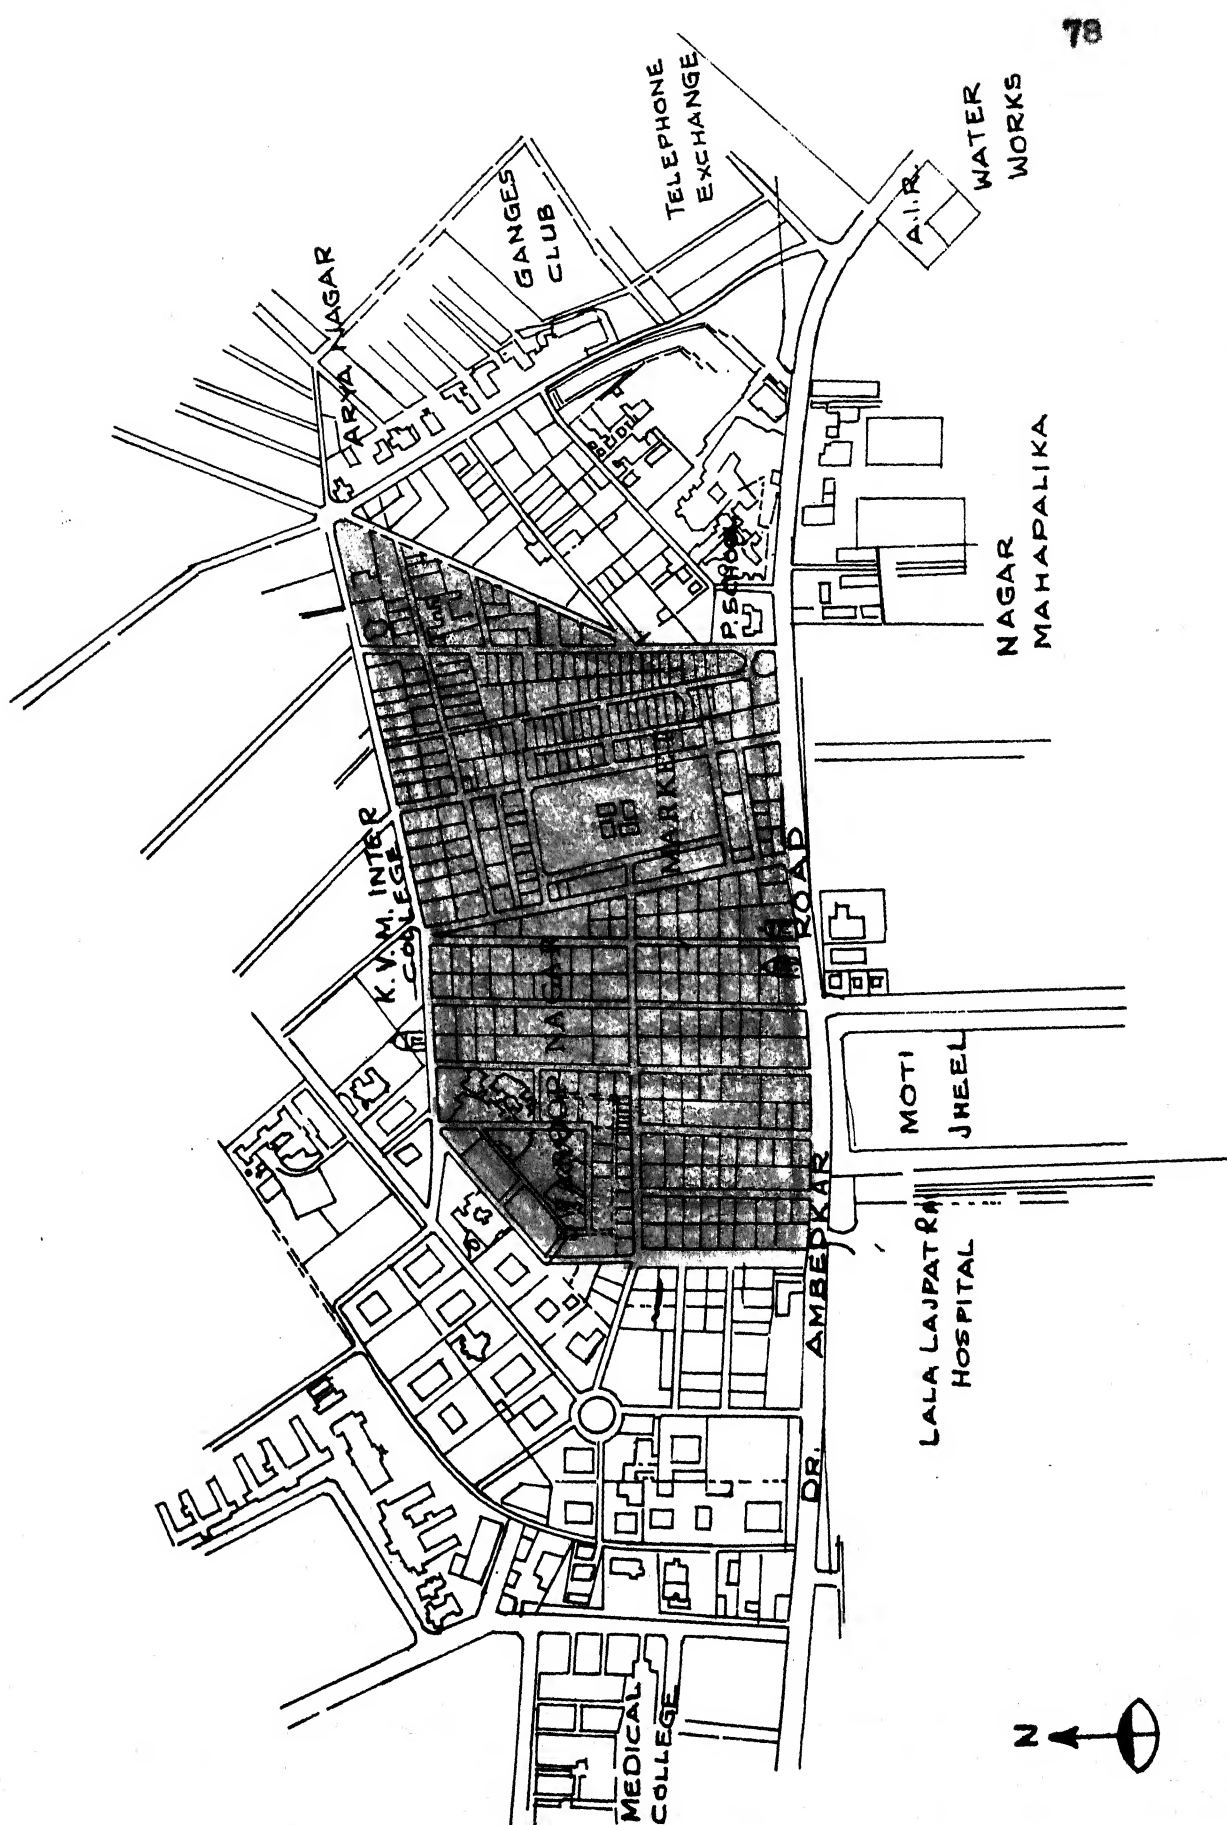 78
TELEPHONE
EXCHANGE
WATER
WORKS
A.I.R.
GANGES
CLUB
ARYA NAGAR
P. SCHOOL
NAGAR
MAHAPALIKA
MARKET
K.V.M. INTER
COLLEGE
NAGAR
DR. AMBEDKAR ROAD
MOTI
JHEEL
LALA LAJPAT RAI
HOSPITAL
MEDICAL
COLLEGE
N